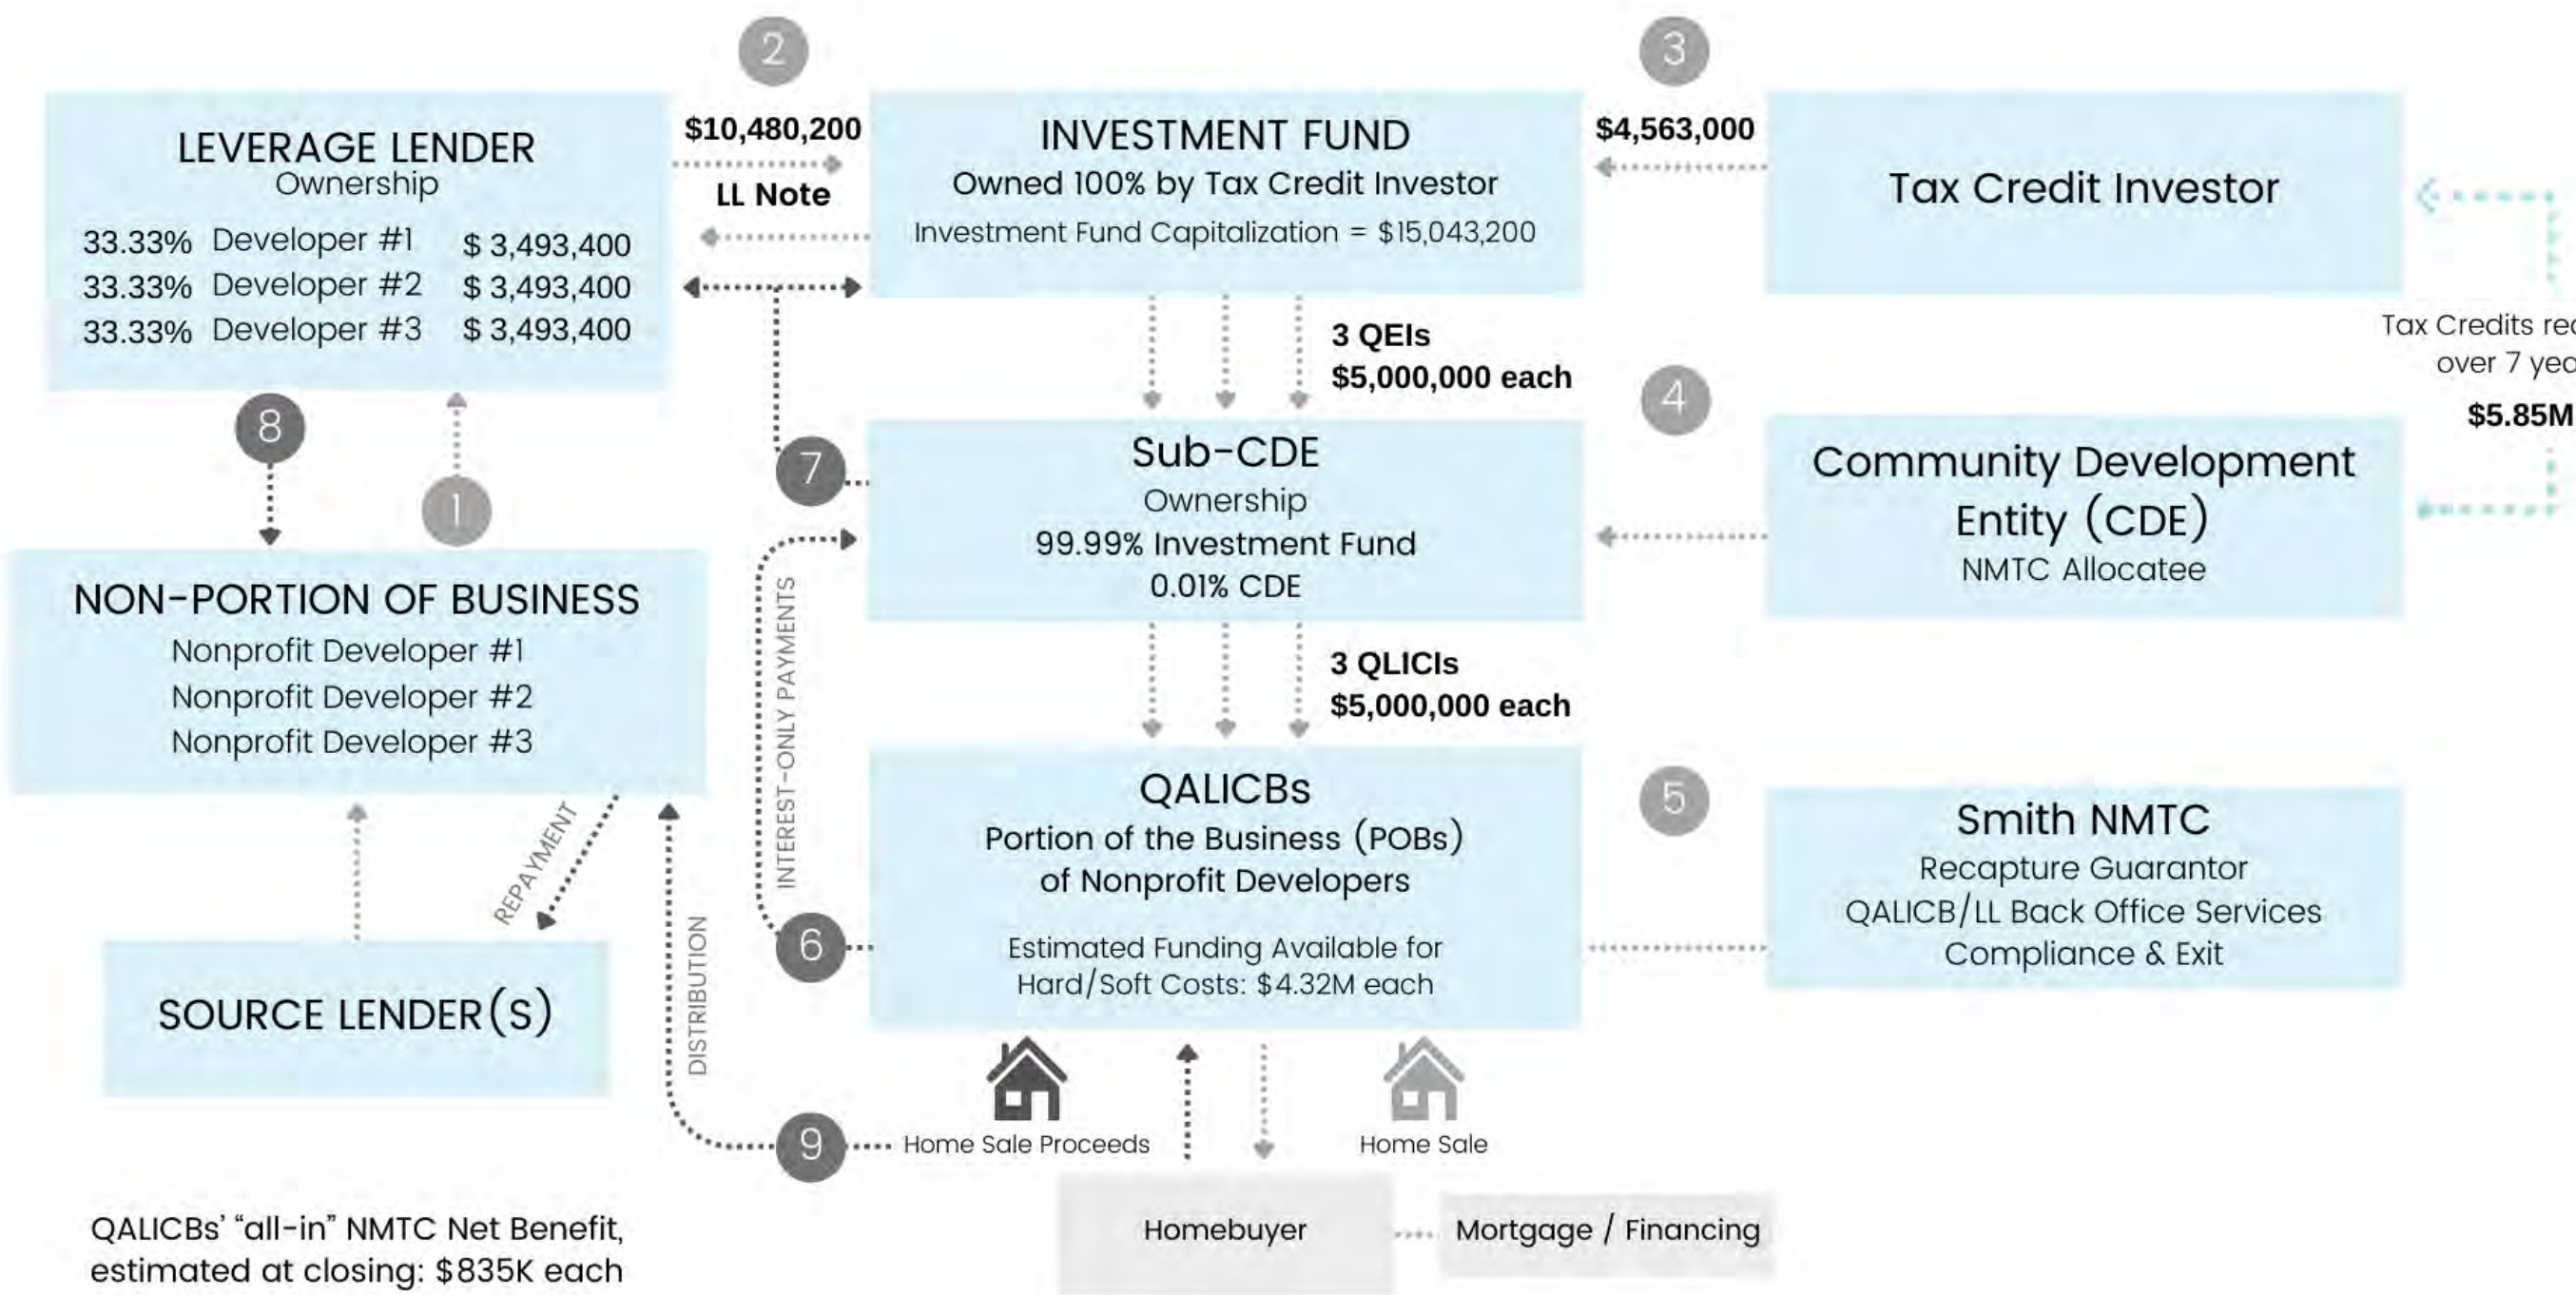 2
3
$10,480,200
LL Note
$4,563,000
LEVERAGE LENDER
Ownership
33.33% Developer #1 $ 3,493,400
33.33% Developer #2 $ 3,493,400
33.33% Developer #3 $ 3,493,400
INVESTMENT FUND
Owned 100% by Tax Credit Investor
Investment Fund Capitalization = $15,043,200
Tax Credit Investor
3 QEIs
$5,000,000 each
Tax Credits
over 7
$5.85M
8
1
7
4
Sub-CDE
Ownership
99.99% Investment Fund
0.01% CDE
Community Development
Entity (CDE)
NMTC Allocatee
NON-PORTION OF BUSINESS
Nonprofit Developer #1
Nonprofit Developer #2
Nonprofit Developer #3
INTEREST-ONLY PAYMENTS
3 QLICIs
$5,000,000 each
QALICBs
Portion of the Business (POBs)
of Nonprofit Developers
Estimated Funding Available for
Hard/Soft Costs: $4.32M each
5
Smith NMTC
Recapture Guarantor
QALICB/LL Back Office Services
Compliance & Exit
REPAYMENT
DISTRIBUTION
6
SOURCE LENDER(S)
9
Home Sale Proceeds
Home Sale
Homebuyer
Mortgage / Financing
QALICBs’ “all-in” NMTC Net Benefit,
estimated at closing: $835K each